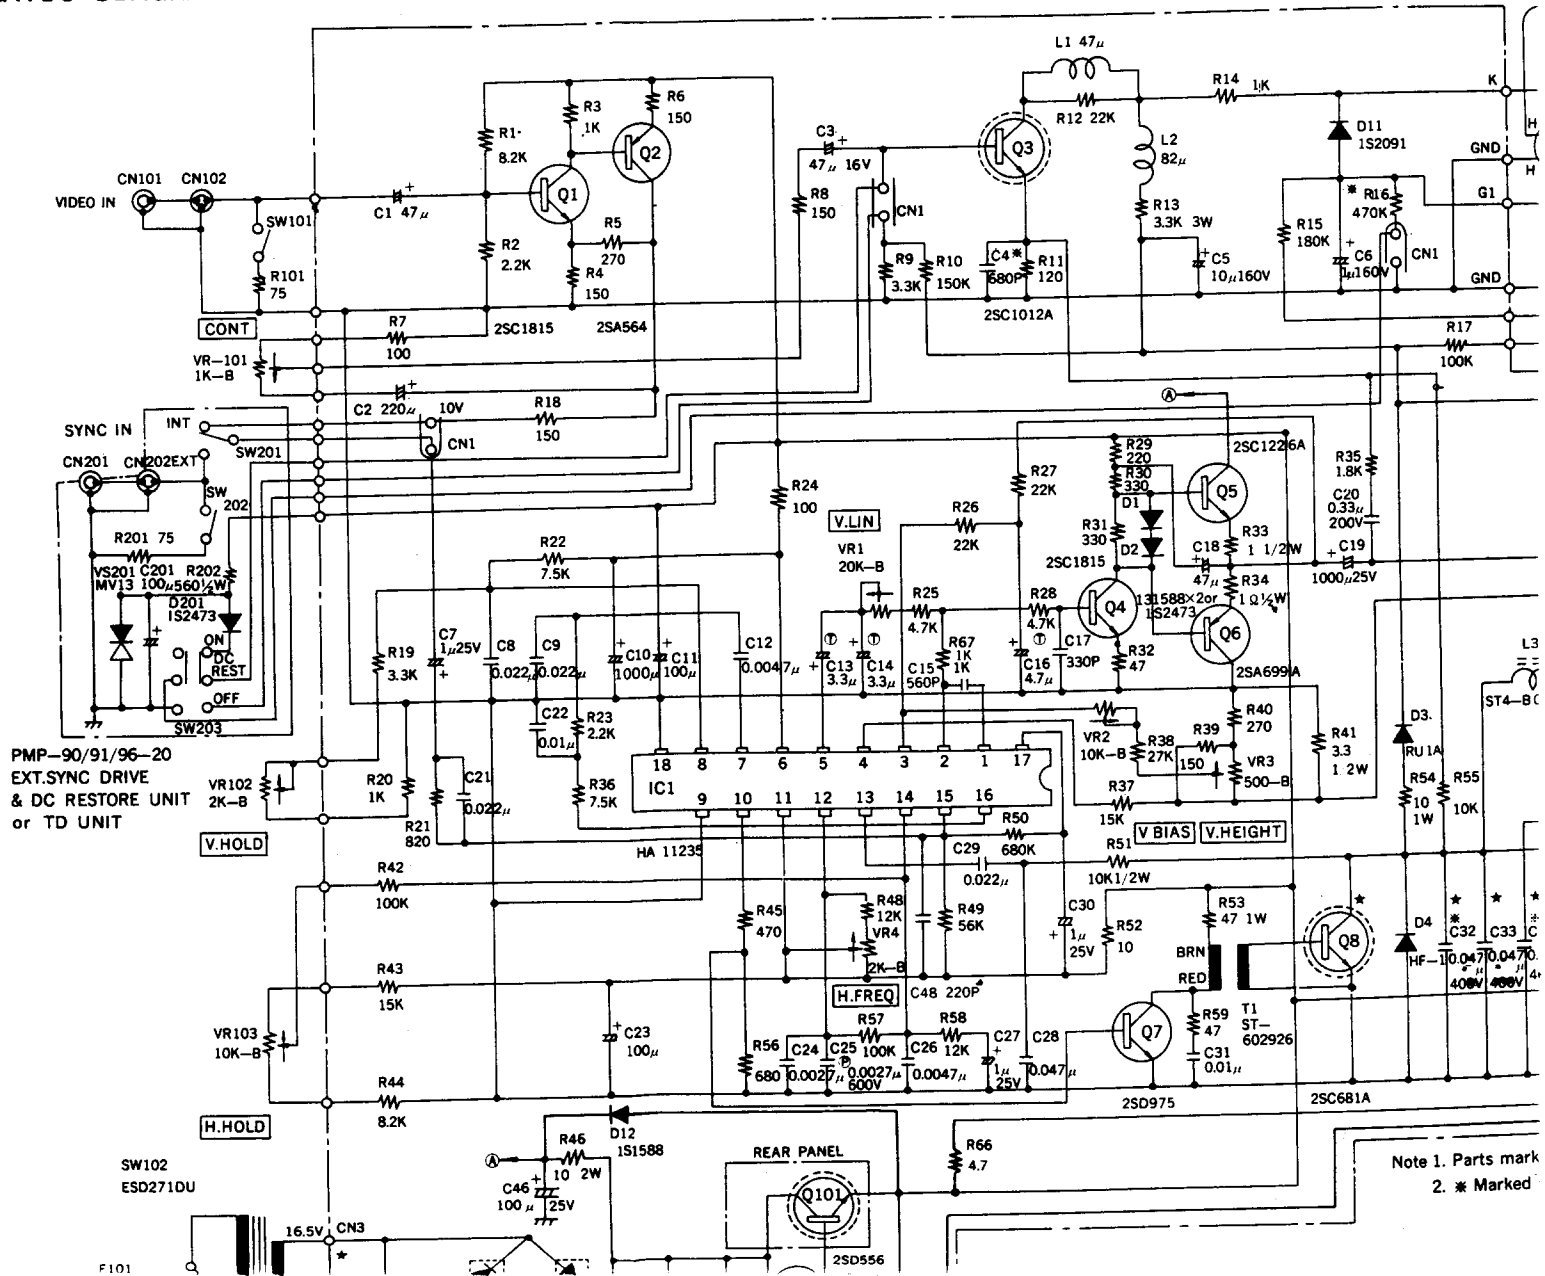 L1 47μ
R14 1K
K
R3
1K
R6
150
R12 22K
R1
8.2K
Q2
C3
+
47μ 16V
Q3
L2
82μ
D11
1S2091
GND
CN101 CN102
VIDEO IN
Q1
C1 47μ
SW101
R8
150
CN1
R13
3.3K 3W
※ R16
470K
G1
R5
270
R2
2.2K
R4
150
R101
75
R9
3.3K
R10
150K
C4※
680P
R11
120
C5
10μ160V
R15
180K
C6
1μ160V
CN1
GND
CONT
R7
100
2SC1815
2SA564
2SC1012A
R17
100K
VR-101
1K-B
C2 220μ
10V
R18
150
CN1
Ⓐ
SYNC IN
INT
SW201
CN201 CN202EXT
SW
202
R24
100
V.LIN
R26
22K
R27
22K
R29
220
R30
330
2SC1226A
Q5
R35
1.8K
C20
0.33μ
200V
D1
D2
R31
330
R33
1 1/2W
R201 75
VS201
MV13
C201
100μ
R202
560½W
D201
1S2473
R22
7.5K
VR1
20K-B
2SC1815
C18
47μ
C19
1000μ25V
R34
1Ω½W
R25
4.7K
R28
4.7K
Q4
131588×2or
1S2473
Q6
ON
DC
REST
OFF
SW203
R19
3.3K
C7
1μ25V
C8
0.022μ
C9
0.022μ
C10
1000μ
C11
100μ
C12
0.0047μ
C13
3.3μ
C14
3.3μ
C15
560P
R67
1K
1K
C16
4.7μ
C17
330P
R32
47
2SA699A
L3
ST4-B
C22
0.01μ
R23
2.2K
VR2
10K-B
R38
27K
R39
150
R40
270
VR3
500-B
R41
3.3
1 2W
D3
RU1A
PMP-90/91/96-20
EXT.SYNC DRIVE
& DC RESTORE UNIT
or TD UNIT
VR102
2K-B
R20
1K
C21
0.022μ
R21
820
R36
7.5K
18 8 7 6 5 4 3 2 1 17
IC1
9 10 11 12 13 14 15 16
HA 11235
R37
15K
R54
10
1W
R55
10K
V.HOLD
V BIAS
V.HEIGHT
R50
680K
R42
100K
C29
0.022μ
R51
10K1/2W
R45
470
R48
12K
VR4
2K-B
R49
56K
C30
1μ
25V
R52
10
R53
47 1W
BRN
RED
Q8
D4
HF-1
※
C32
0.047
400V
C33
0.047
R43
15K
H.FREQ
C48 220P
VR103
10K-B
C23
100μ
R56
680
C24
0.0027μ
C25
0.0027μ
600V
R57
100K
C26
0.0047μ
R58
12K
C27
1μ
25V
C28
0.047μ
Q7
R59
47
C31
0.01μ
T1
ST-
602926
R44
8.2K
2SD975
2SC681A
H.HOLD
D12
1S1588
SW102
ESD271DU
Ⓐ
R46
10 2W
C46
100μ 25V
REAR PANEL
Q101
2SD556
R66
4.7
Note 1. Parts mark
2. ※ Marked
16.5V CN3
F101